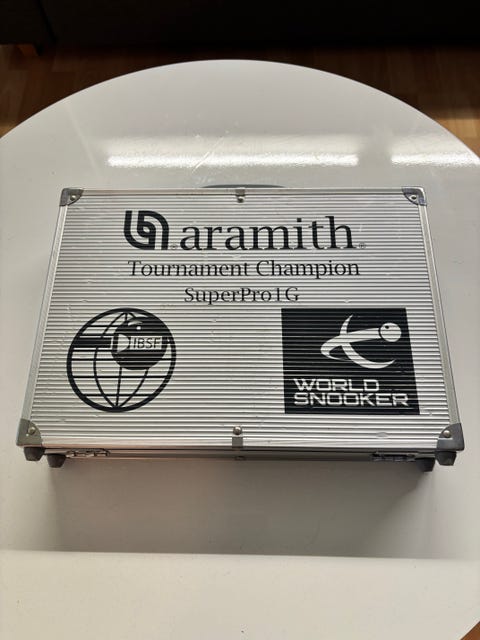 aramith®
Tournament Champion
SuperPro1G
IBSF
WORLD
SNOOKER